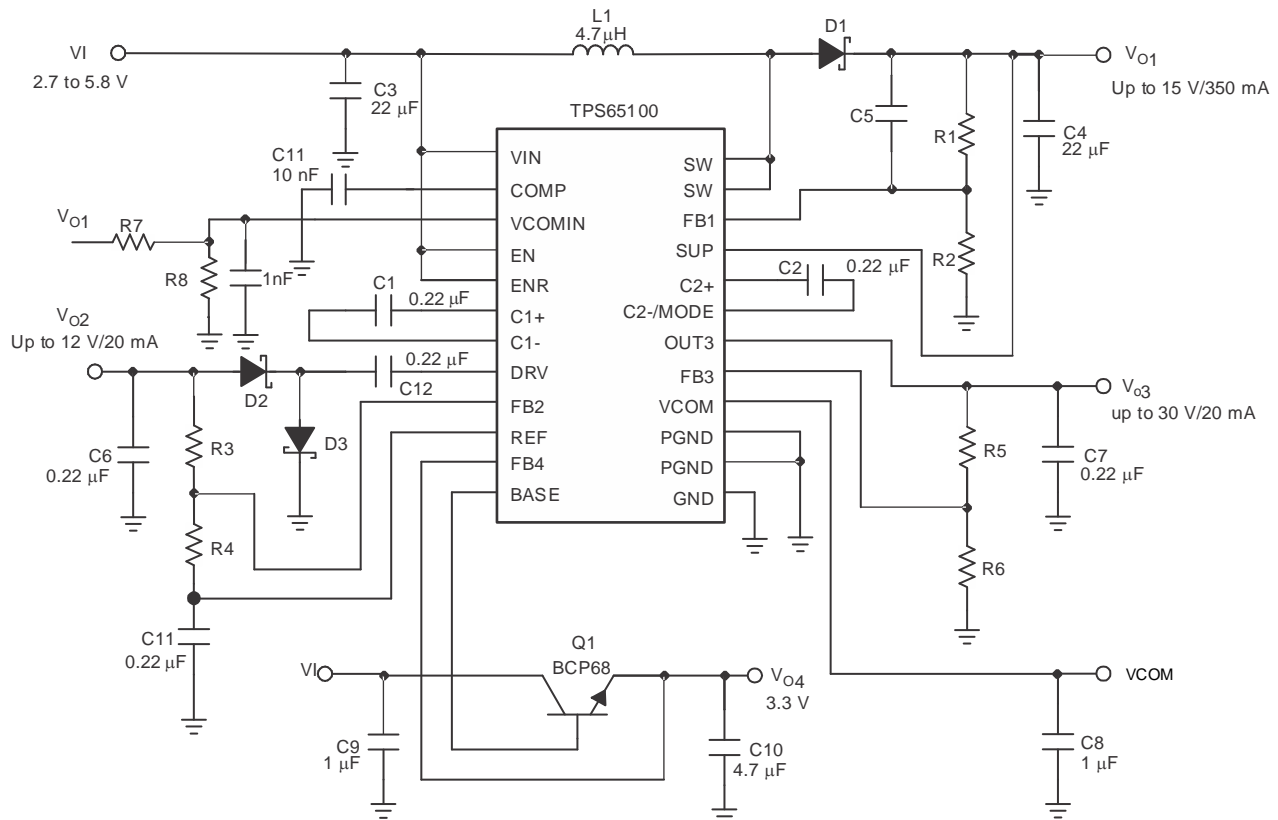 L1
4.7µH
D1
VI
2.7 to 5.8 V
VO1
Up to 15 V/350 mA
C3
22 µF
C5
R1
C4
22 µF
TPS65100
C11
10 nF
VIN
COMP
VCOMIN
EN
ENR
C1+
C1-
DRV
FB2
REF
FB4
BASE
SW
SW
FB1
SUP
C2+
C2-/MODE
OUT3
FB3
VCOM
PGND
PGND
GND
VO1
R7
R8
1nF
R2
C2
0.22 µF
C1
0.22 µF
VO2
Up to 12 V/20 mA
0.22 µF
C12
D2
D3
C6
0.22 µF
R3
R4
C11
0.22 µF
Vo3
up to 30 V/20 mA
R5
C7
0.22 µF
R6
Q1
BCP68
VI
VO4
3.3 V
VCOM
C9
1 µF
C10
4.7 µF
C8
1 µF